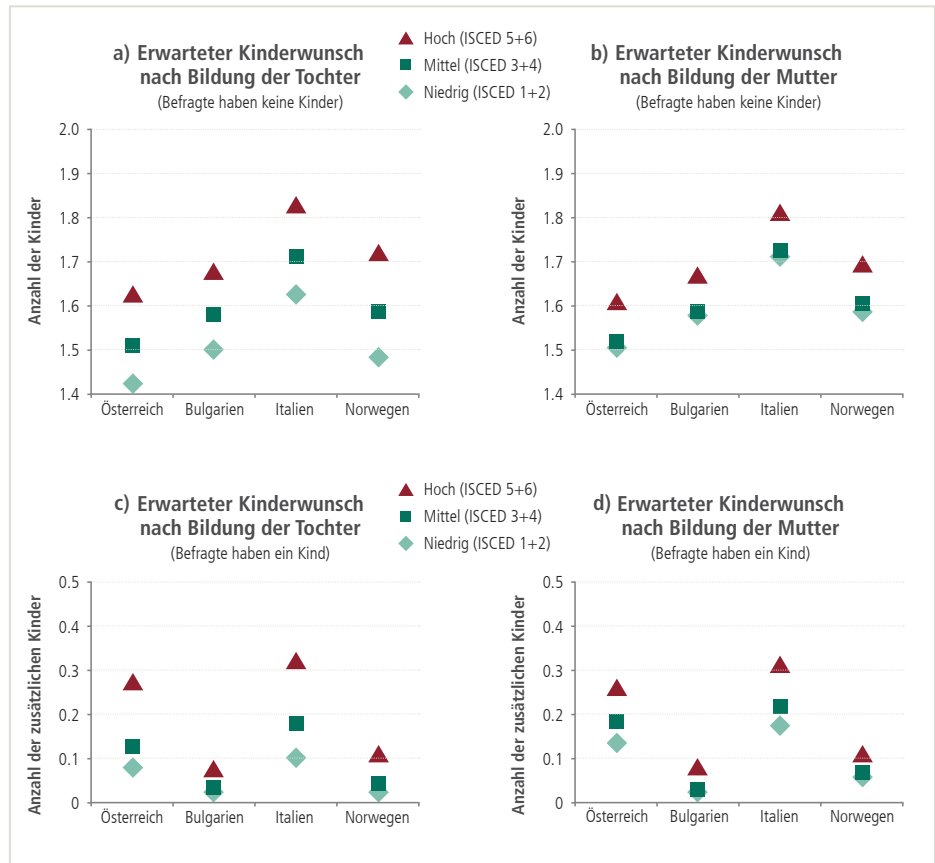 a) Erwarteter Kinderwunsch
nach Bildung der Tochter
(Befragte haben keine Kinder)
Hoch (ISCED 5+6)
Mittel (ISCED 3+4)
Niedrig (ISCED 1+2)
b) Erwarteter Kinderwunsch
nach Bildung der Mutter
(Befragte haben keine Kinder)
Anzahl der Kinder
2.0
1.9
1.8
1.7
1.6
1.5
1.4
Österreich Bulgarien Italien Norwegen
Anzahl der Kinder
2.0
1.9
1.8
1.7
1.6
1.5
1.4
Österreich Bulgarien Italien Norwegen
c) Erwarteter Kinderwunsch
nach Bildung der Tochter
(Befragte haben ein Kind)
Hoch (ISCED 5+6)
Mittel (ISCED 3+4)
Niedrig (ISCED 1+2)
d) Erwarteter Kinderwunsch
nach Bildung der Mutter
(Befragte haben ein Kind)
Anzahl der zusätzlichen Kinder
0.5
0.4
0.3
0.2
0.1
0
Österreich Bulgarien Italien Norwegen
Anzahl der zusätzlichen Kinder
0.5
0.4
0.3
0.2
0.1
0
Österreich Bulgarien Italien Norwegen